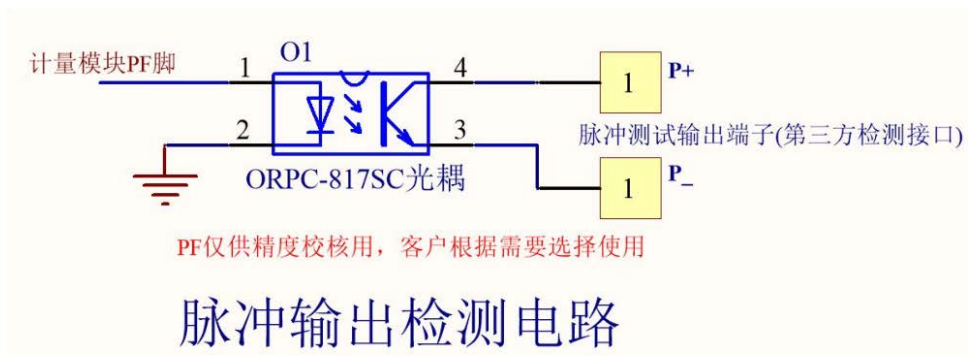 计量模块PF脚
1
O1
4
1
P+
2
3
脉冲测试输出端子(第三方检测接口)
ORPC-817SC光耦
1
P_
PF仅供精度校核用，客户根据需要选择使用
脉冲输出检测电路